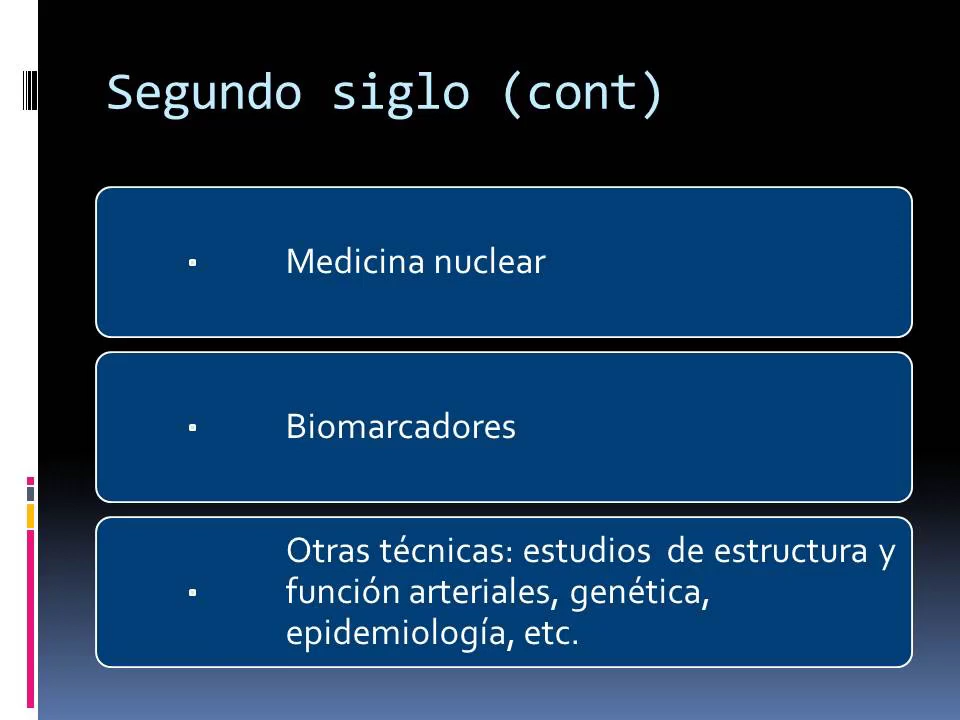 Segundo siglo (cont)
▪ Medicina nuclear
▪ Biomarcadores
▪ Otras técnicas: estudios de estructura y
función arteriales, genética,
epidemiología, etc.